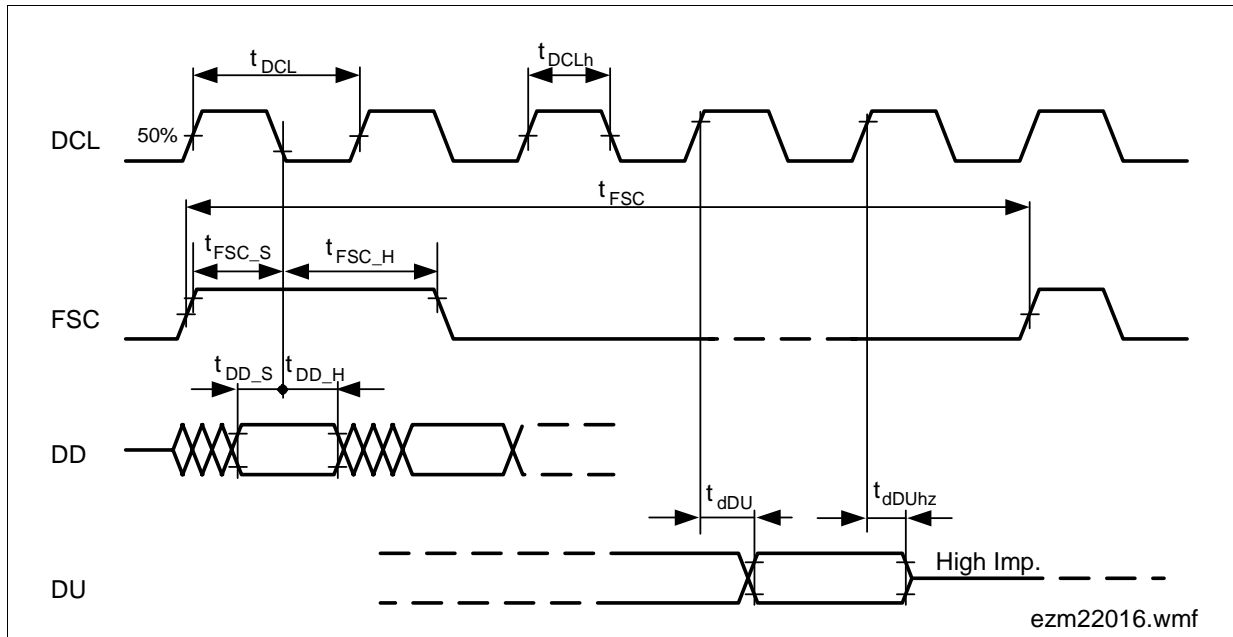 t DCL
t DCLh
DCL
50%
t FSC
t FSC_S
t FSC_H
FSC
t DD_S
t DD_H
DD
t dDU
t dDUhz
High Imp.
DU
ezm22016.wmf